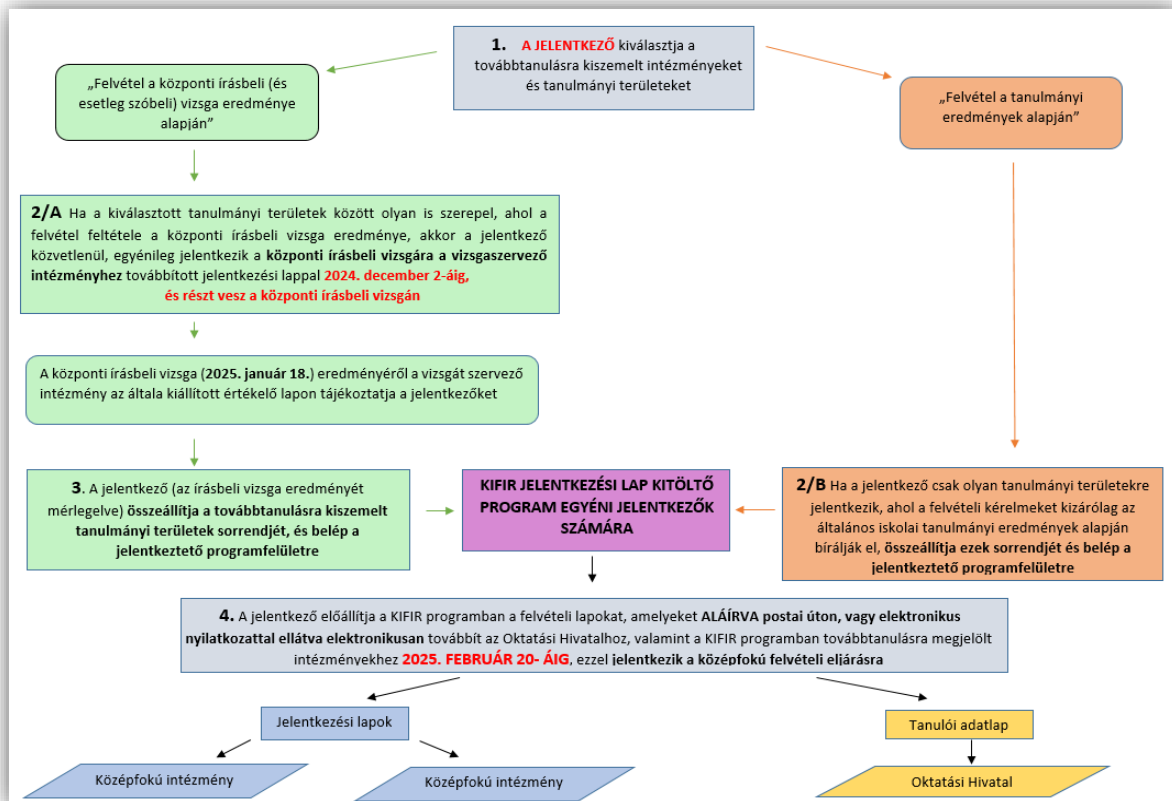 1. A JELENTKEZŐ kiválasztja a
továbbtanulásra kiszemelt intézményeket
és tanulmányi területeket
„Felvétel a központi írásbeli (és
esetleg szóbeli) vizsga eredménye
alapján”
„Felvétel a tanulmányi
eredmények alapján”
2/A Ha a kiválasztott tanulmányi területek között olyan is szerepel, ahol a
felvétel feltétele a központi írásbeli vizsga eredménye, akkor a jelentkező
közvetlenül, egyénileg jelentkezik a központi írásbeli vizsgára a vizsgaszervező
intézményhez továbbított jelentkezési lappal 2024. december 2-áig,
és részt vesz a központi írásbeli vizsgán
A központi írásbeli vizsga (2025. január 18.) eredményéről a vizsgát szervező
intézmény az általa kiállított értékelő lapon tájékoztatja a jelentkezőket
3. A jelentkező (az írásbeli vizsga eredményét
mérlegelve) összeállítja a továbbtanulásra kiszemelt
tanulmányi területek sorrendjét, és belép a
jelentkeztető programfelületre
KIFIR JELENTKEZÉSI LAP KITÖLTŐ
PROGRAM EGYÉNI JELENTKEZŐK
SZÁMÁRA
2/B Ha a jelentkező csak olyan tanulmányi területekre
jelentkezik, ahol a felvételi kérelmeket kizárólag az
általános iskolai tanulmányi eredmények alapján
bírálják el, összeállítja ezek sorrendjét és belép a
jelentkeztető programfelületre
4. A jelentkező előállítja a KIFIR programban a felvételi lapokat, amelyeket ALÁÍRVA postai úton, vagy elektronikus
nyilatkozattal ellátva elektronikusan továbbít az Oktatási Hivatalhoz, valamint a KIFIR programban továbbtanulásra megjelölt
intézményekhez 2025. FEBRUÁR 20- ÁIG, ezzel jelentkezik a középfokú felvételi eljárásra
Jelentkezési lapok
Tanulói adatlap
Középfokú intézmény
Középfokú intézmény
Oktatási Hivatal